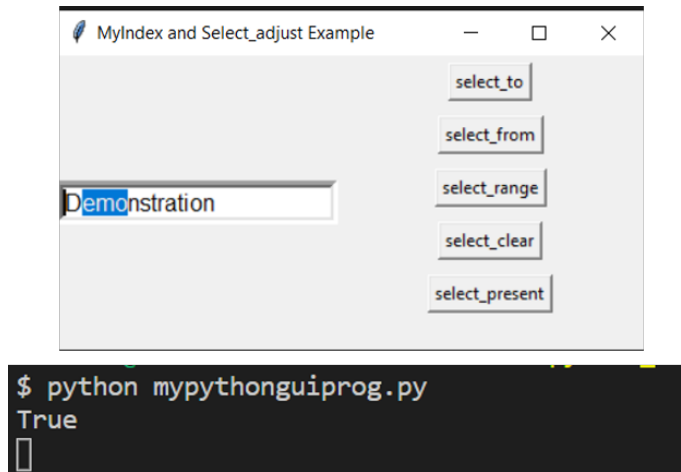 MyIndex and Select_adjust Example
select_to
select_from
select_range
Demonstration
select_clear
select_present
$ python mypythonguiprog.py
True